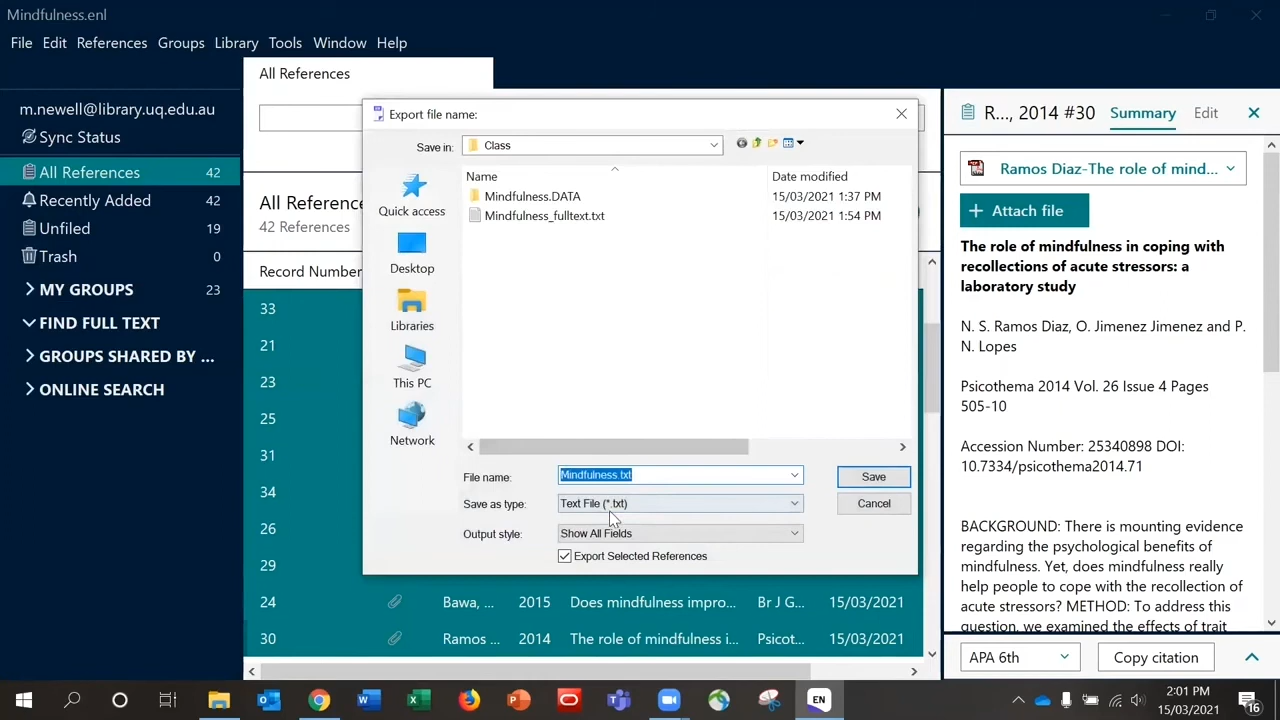 Mindfulness.enl
File Edit References Groups Library Tools Window Help
m.newell@library.uq.edu.au
Sync Status
All References 42
Recently Added 42
Unfiled 19
Trash 0
MY GROUPS 23
FIND FULL TEXT
GROUPS SHARED BY ...
ONLINE SEARCH
All References
All Reference
42 References
Record Number
33
21
23
25
31
34
26
29
24 Bawa, ... 2015 Does mindfulness impro... Br J G... 15/03/2021
30 Ramos ... 2014 The role of mindfulness i... Psicot... 15/03/2021
Export file name:
Save in: Class
Quick access
Desktop
Libraries
This PC
Network
Name Date modified
Mindfulness.DATA 15/03/2021 1:37 PM
Mindfulness_fulltext.txt 15/03/2021 1:54 PM
File name: Mindfulness.txt Save
Save as type: Text File (*.txt) Cancel
Output style: Show All Fields
Export Selected References
R..., 2014 #30 Summary Edit
Ramos Diaz-The role of mind...
+ Attach file
The role of mindfulness in coping with
recollections of acute stressors: a
laboratory study
N. S. Ramos Diaz, O. Jimenez Jimenez and P.
N. Lopes
Psicothema 2014 Vol. 26 Issue 4 Pages
505-10
Accession Number: 25340898 DOI:
10.7334/psicothema2014.71
BACKGROUND: There is mounting evidence
regarding the psychological benefits of
mindfulness. Yet, does mindfulness really
help people to cope with the recollection of
acute stressors? METHOD: To address this
question, we examined the effects of trait
APA 6th Copy citation
EN
2:01 PM
15/03/2021
16